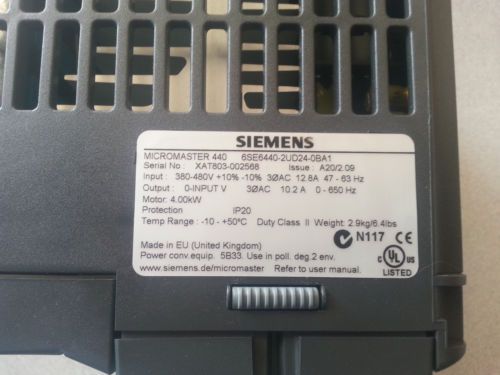 SIEMENS
MICROMASTER 440 6SE6440-2UD24-0BA1
Serial No : XAT803-002568 Issue : A20/2.09
Input : 380-480V +10% -10% 3ØAC 12.8A 47 - 63 Hz
Output : 0-INPUT V 3ØAC 10.2 A 0 - 650 Hz
Motor: 4.00kW
Protection IP20
Temp Range : -10 - +50°C Duty Class II Weight: 2.9kg/6.4lbs
Made in EU (United Kingdom)
Power conv.equip. 5B33. Use in poll. deg.2 env.
www.siemens.de/micromaster Refer to user manual.
N117 CE
C UL US
LISTED